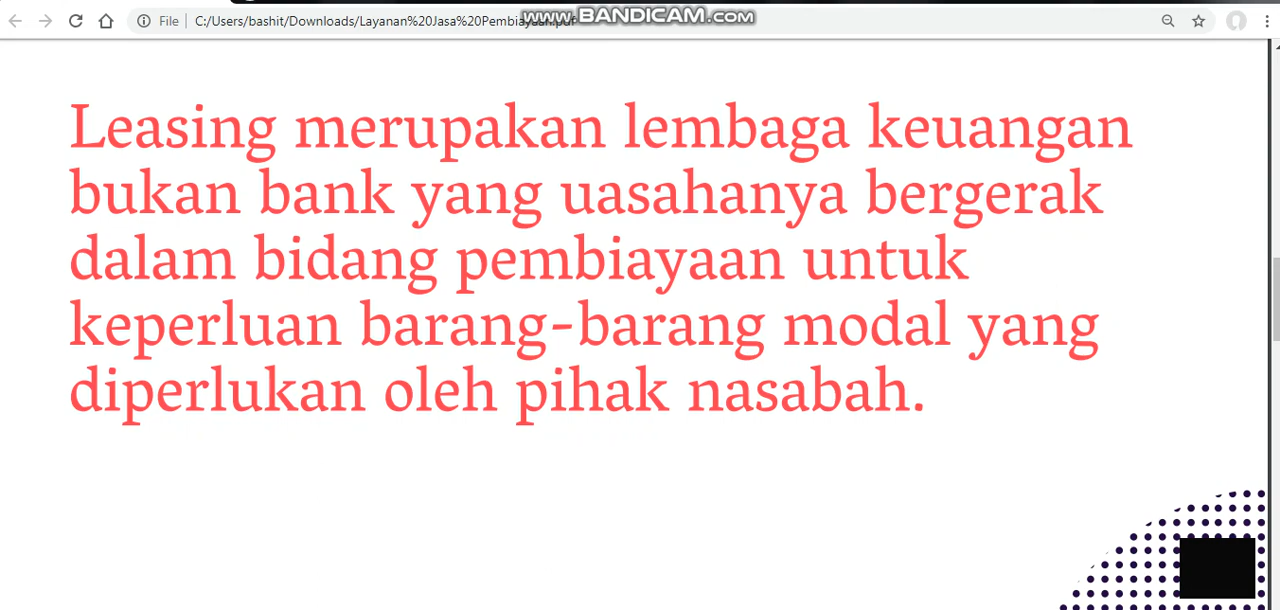 File
C:/Users/bashit/Downloads/Layanan%20Jasa%20Pembiayaan.pdf
www.BANDICAM.com
Leasing merupakan lembaga keuangan
bukan bank yang uasahanya bergerak
dalam bidang pembiayaan untuk
keperluan barang-barang modal yang
diperlukan oleh pihak nasabah.